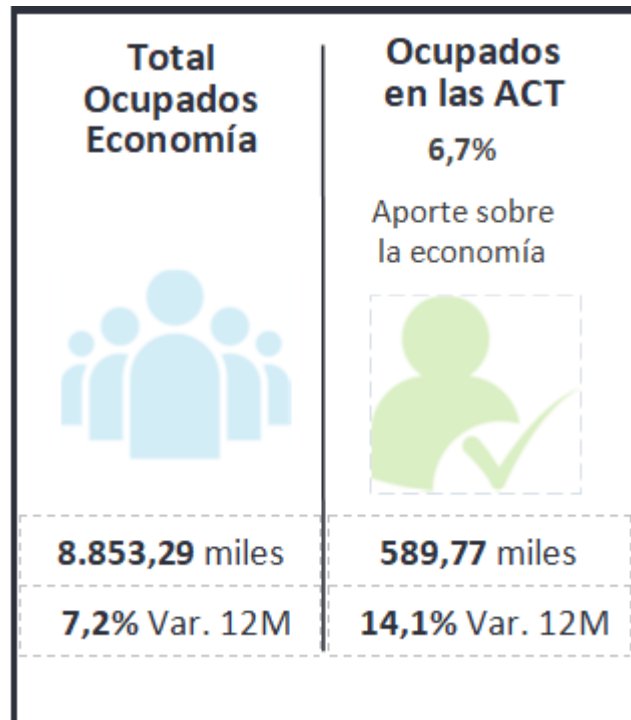 Total
Ocupados
Economía
8.853,29 miles
7,2% Var. 12M
Ocupados
en las ACT
6,7%
Aporte sobre
la economía
589,77 miles
14,1% Var. 12M